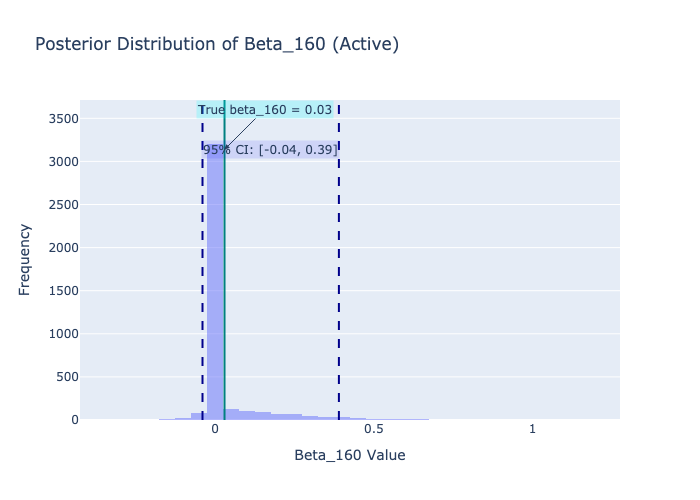 Posterior Distribution of Beta_160 (Active)
True beta_160 = 0.03
95% CI: [-0.04, 0.39]
3500
3000
2500
2000
1500
1000
500
0
Frequency
0
0.5
1
Beta_160 Value